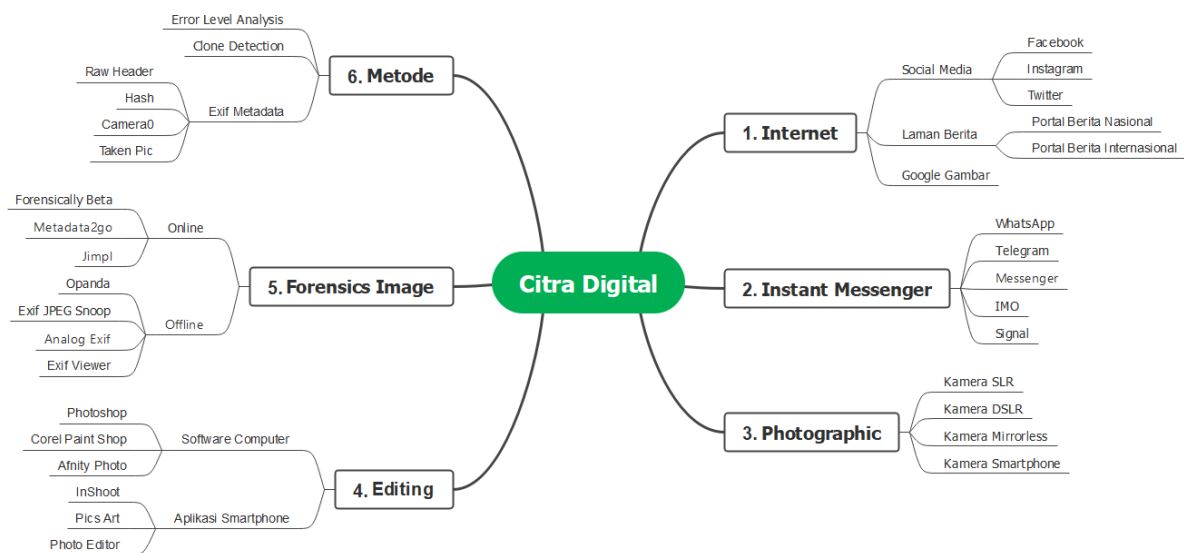 Citra Digital
1. Internet
Social Media
Facebook
Instagram
Twitter
Laman Berita
Portal Berita Nasional
Portal Berita Internasional
Google Gambar
2. Instant Messenger
WhatsApp
Telegram
Messenger
IMO
Signal
3. Photographic
Kamera SLR
Kamera DSLR
Kamera Mirrorless
Kamera Smartphone
4. Editing
Software Computer
Photoshop
Corel Paint Shop
Afnity Photo
Aplikasi Smartphone
InShoot
Pics Art
Photo Editor
5. Forensics Image
Online
Forensically Beta
Metadata2go
Jimpl
Offline
Opanda
Exif JPEG Snoop
Analog Exif
Exif Viewer
6. Metode
Error Level Analysis
Clone Detection
Exif Metadata
Raw Header
Hash
Camera0
Taken Pic